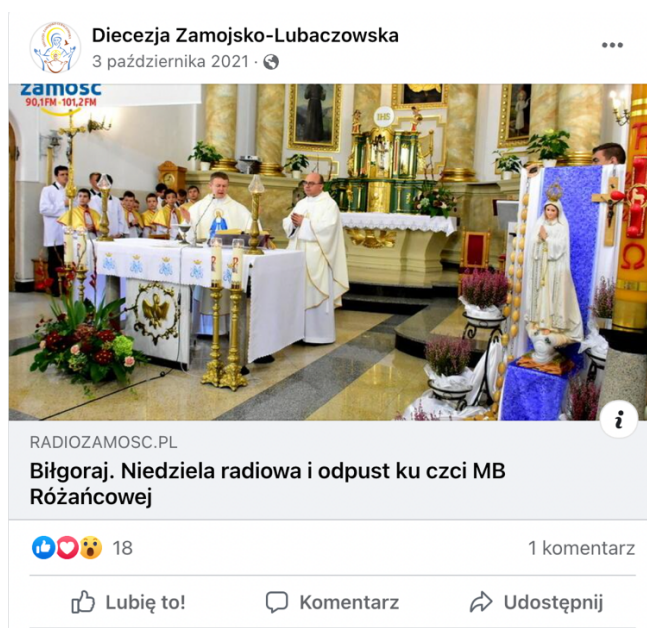 Diecezja Zamojsko-Lubaczowska
3 października 2021 ·
zamość
90,1FM - 101,2FM
IHS
Ω
i
RADIOZAMOSC.PL
Biłgoraj. Niedziela radiowa i odpust ku czci MB
Różańcowej
18
1 komentarz
Lubię to!
Komentarz
Udostępnij